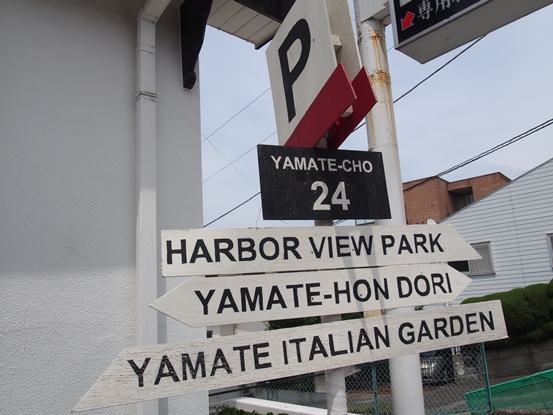 専用
P
YAMATE-CHO
24
HARBOR VIEW PARK
YAMATE-HON DORI
YAMATE ITALIAN GARDEN